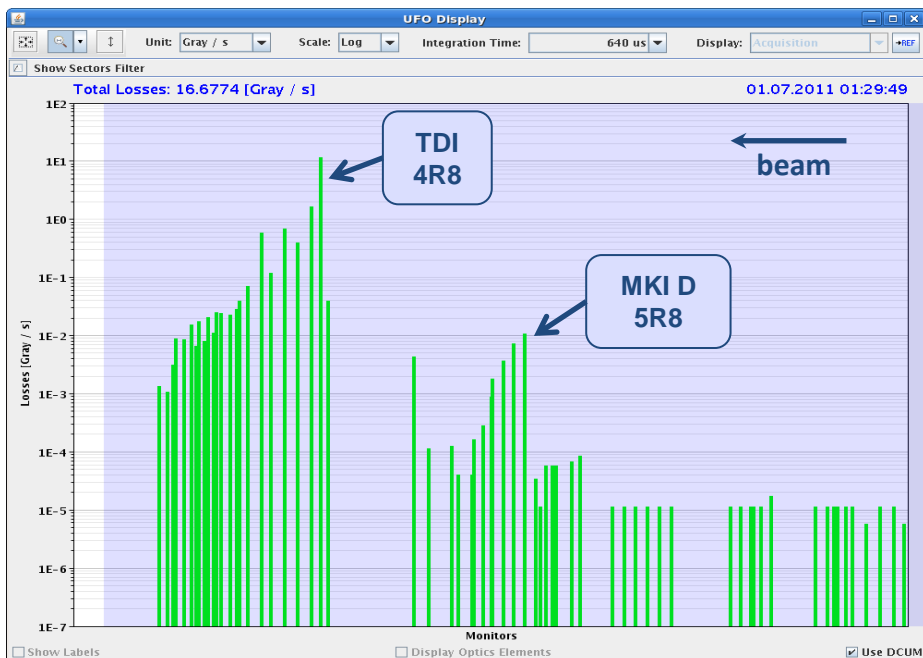 UFO Display
Unit: Gray / s Scale: Log Integration Time: 640 us Display: Acquisition →REF
Show Sectors Filter
Total Losses: 16.6774 [Gray / s] 01.07.2011 01:29:49
1E2
1E1
1E0
1E-1
1E-2
1E-3
1E-4
1E-5
1E-6
1E-7
Losses [Gray / s]
TDI
4R8
beam
MKI D
5R8
Monitors
Show Labels Display Optics Elements Use DCUM